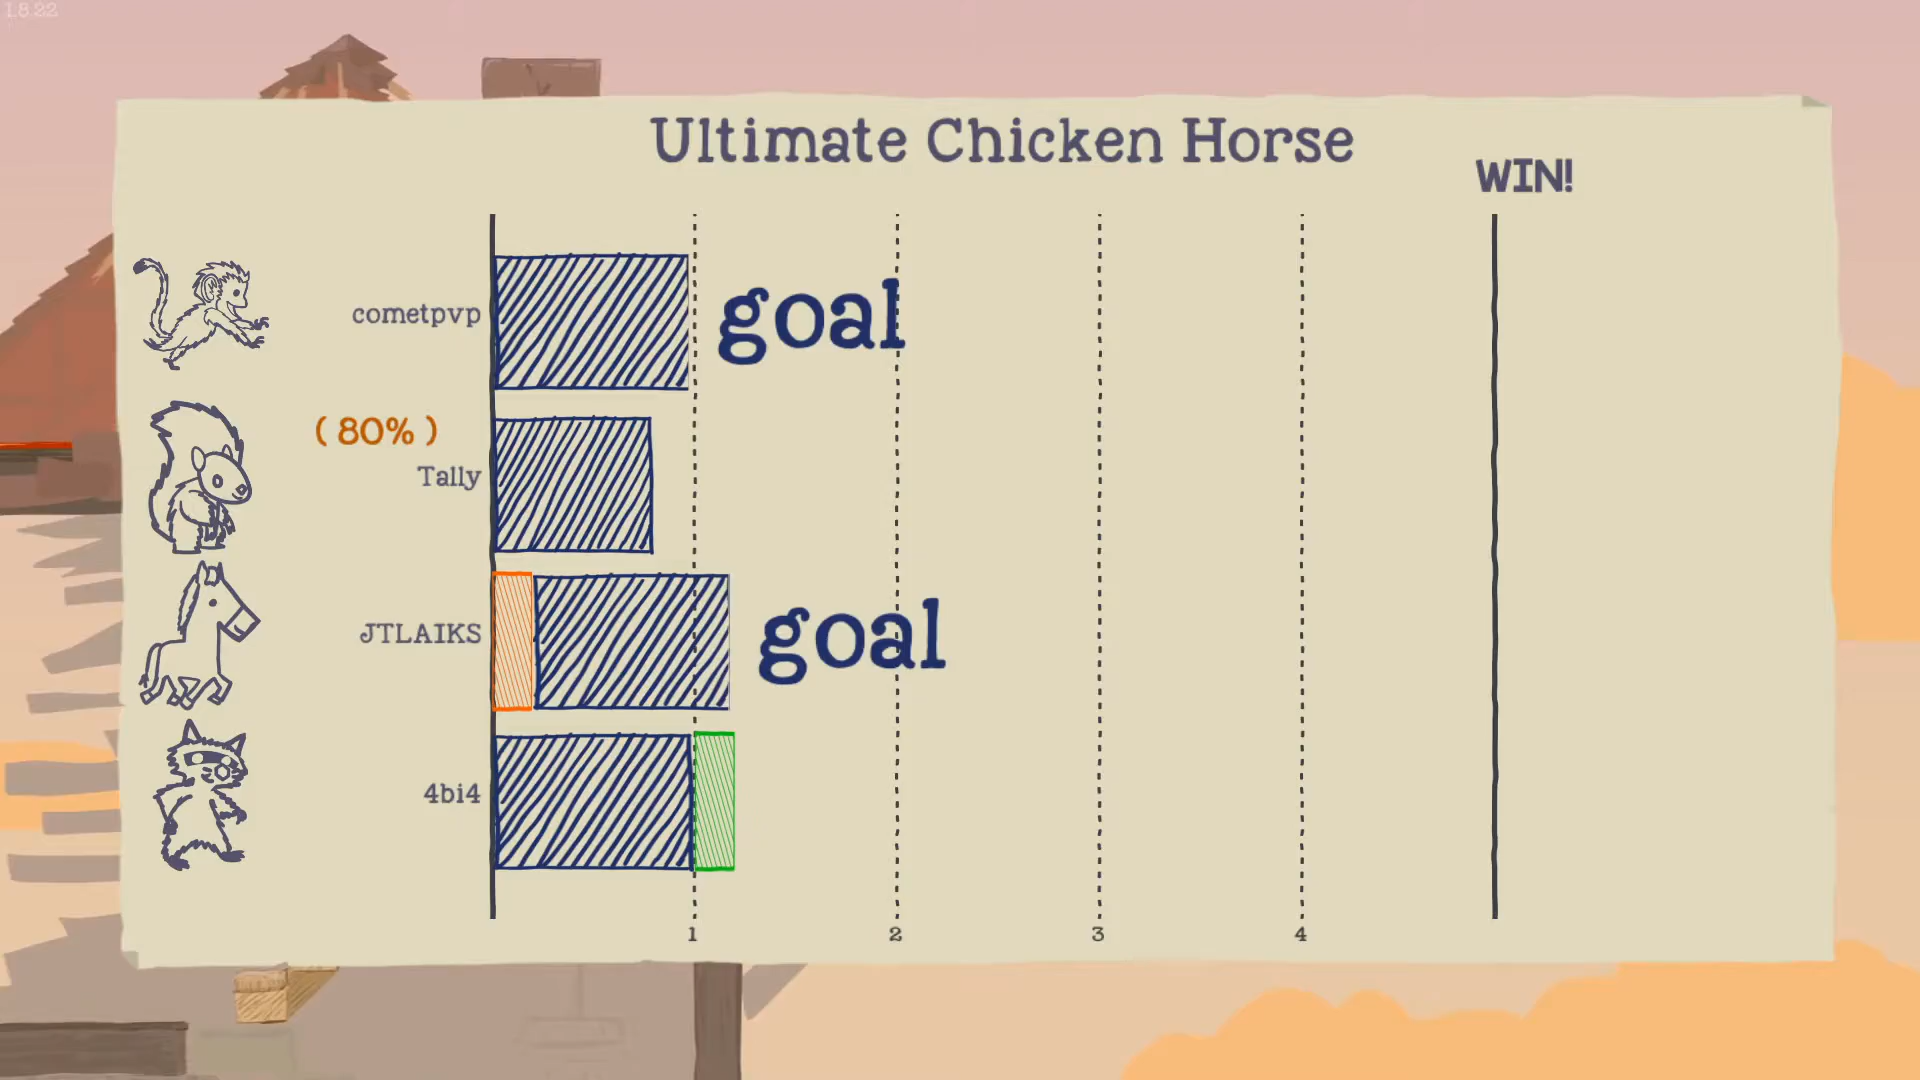 1.8.22
Ultimate Chicken Horse
WIN!
cometpvp
goal
( 80% )
Tally
JTLAIKS
goal
4bi4
1 2 3 4